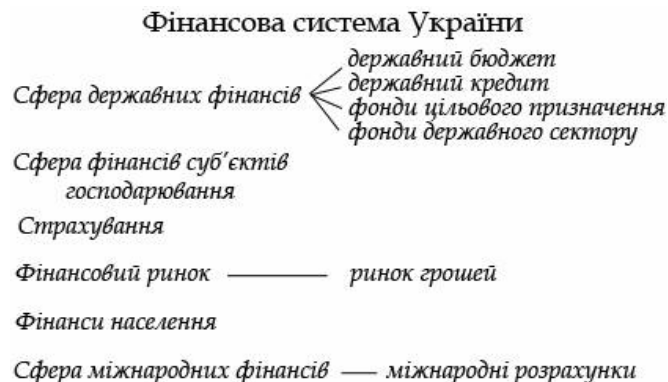 Фінансова система України
державний бюджет
державний кредит
Сфера державних фінансів
фонди цільового призначення
фонди державного сектору
Сфера фінансів суб'єктів
господарювання
Страхування
Фінансовий ринок ринок грошей
Фінанси населення
Сфера міжнародних фінансів міжнародні розрахунки